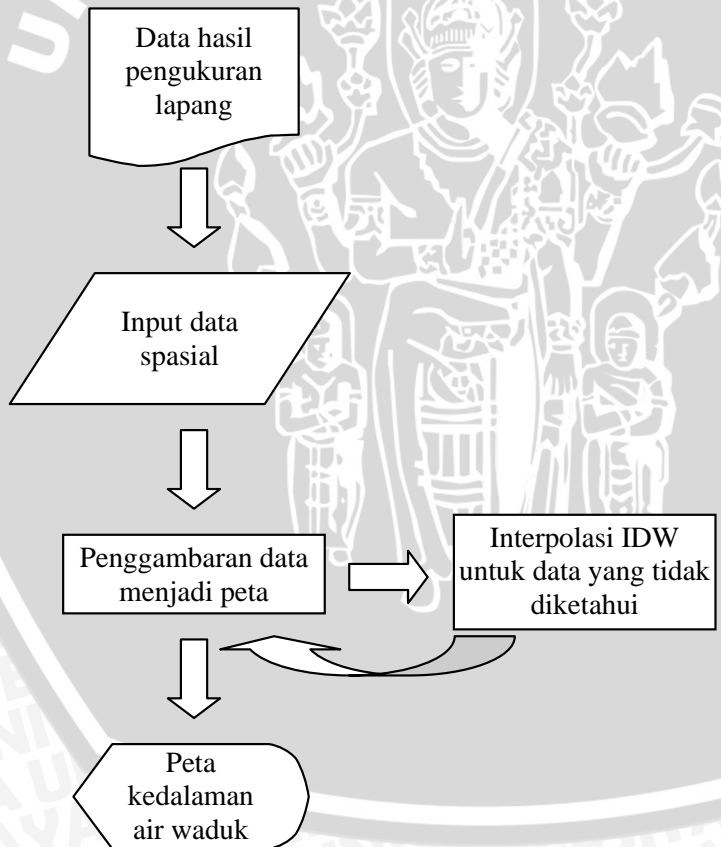 Data hasil
pengukuran
lapang
Input data
spasial
Penggambaran data
menjadi peta
Interpolasi IDW
untuk data yang tidak
diketahui
Peta
kedalaman
air waduk